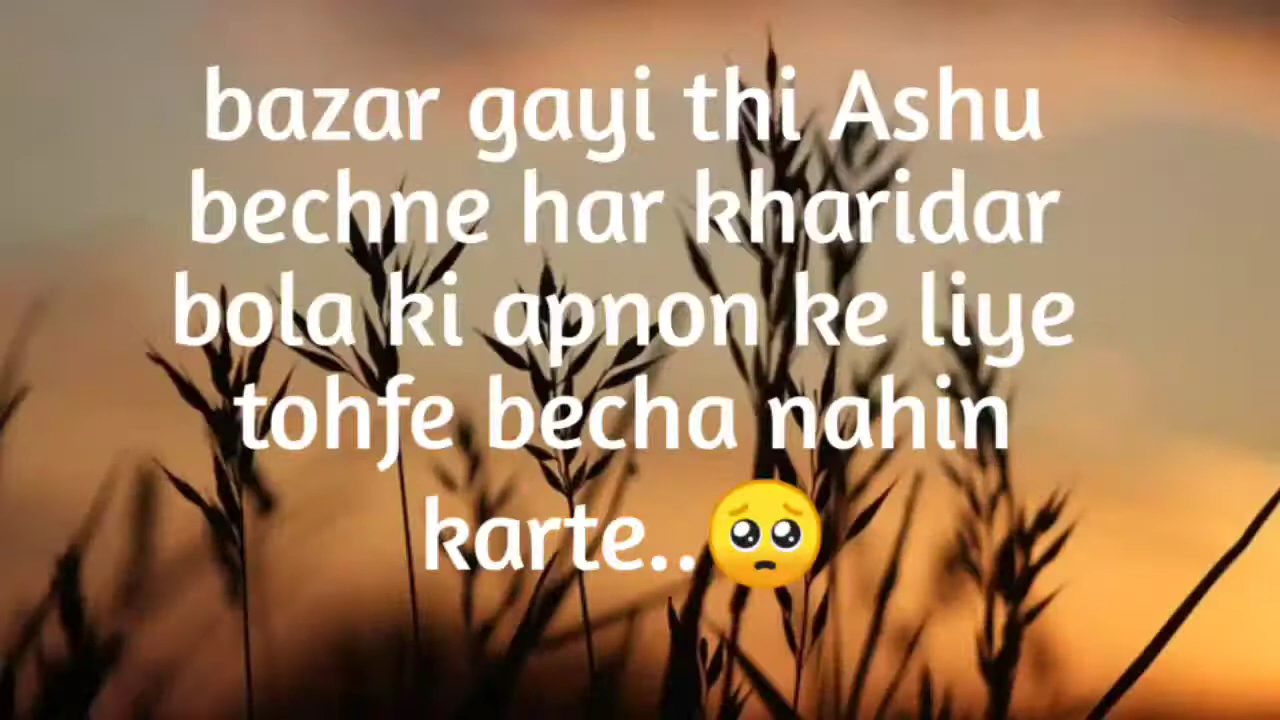 bazar gayi thi Ashu
bechne har kharidar
bola ki apnon ke liye
tohfe becha nahin
karte..🥺